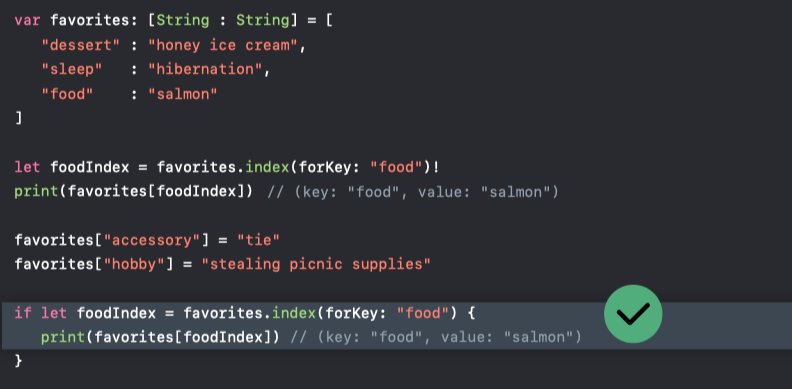 var favorites: [String : String] = [
   "dessert" : "honey ice cream",
   "sleep"   : "hibernation",
   "food"    : "salmon"
]
let foodIndex = favorites.index(forKey: "food")!
print(favorites[foodIndex]) // (key: "food", value: "salmon")
favorites["accessory"] = "tie"
favorites["hobby"] = "stealing picnic supplies"
if let foodIndex = favorites.index(forKey: "food") {
   print(favorites[foodIndex]) // (key: "food", value: "salmon")
}